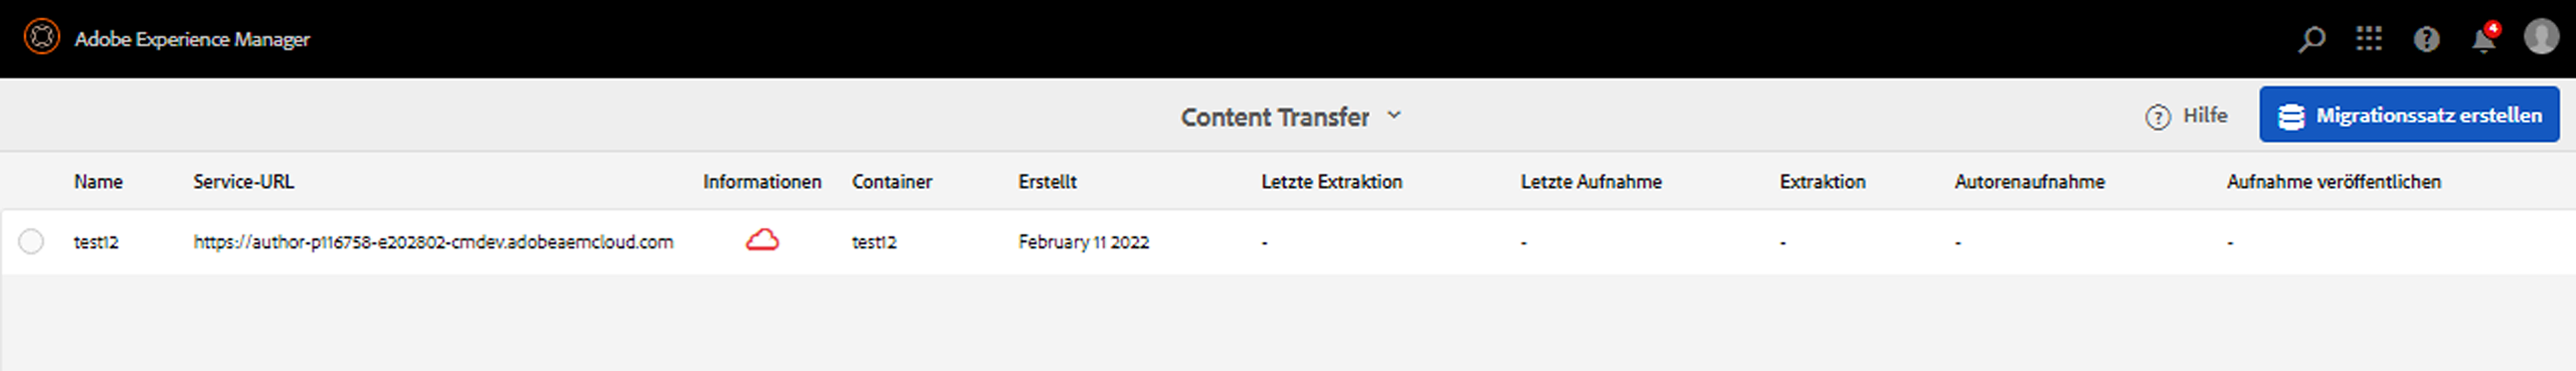 Adobe Experience Manager
4
Content Transfer
Hilfe
Migrationssatz erstellen
Name Service-URL Informationen Container Erstellt Letzte Extraktion Letzte Aufnahme Extraktion Autorenaufnahme Aufnahme veröffentlichen
test12 https://author-p116758-e202802-cmdev.adobeaemcloud.com test12 February 11 2022 - - - - -